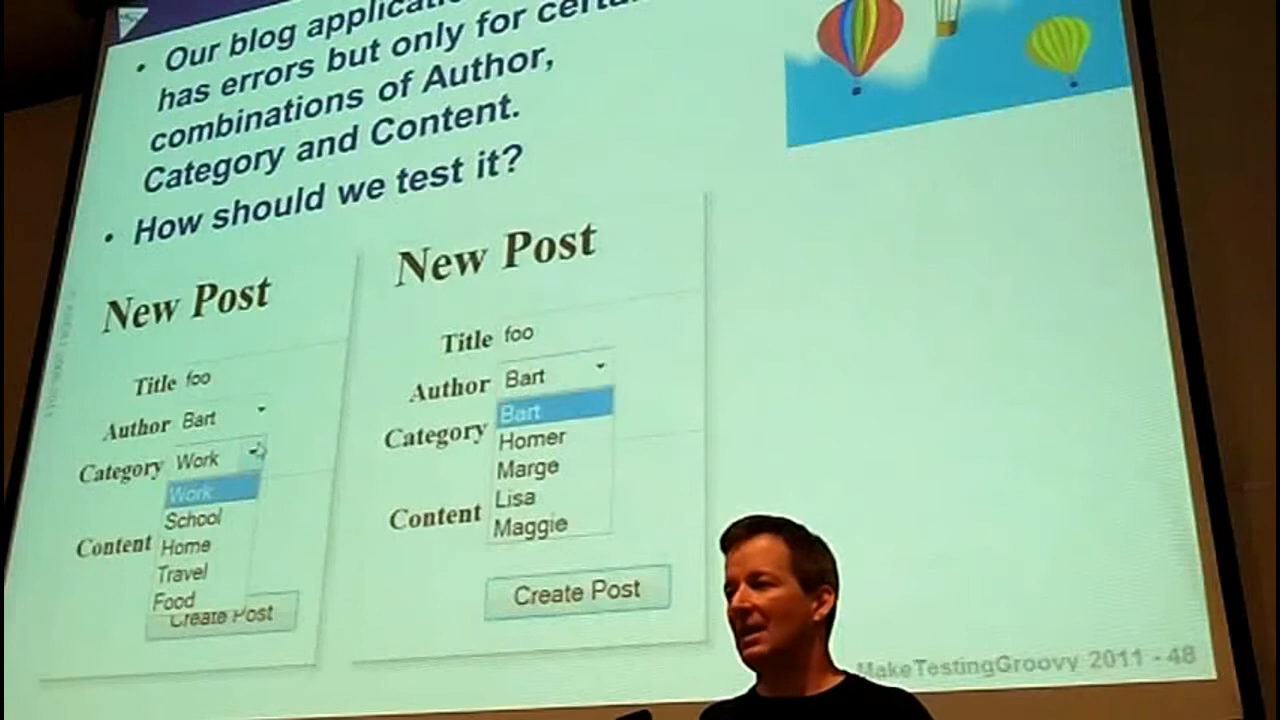 • Our blog
has errors but only for
combinations of Author,
Category and Content.
• How should we test it?
New Post
Title foo
Author Bart
Category Work
Work
School
Home
Travel
Food
Content
Create Post
New Post
Title foo
Author Bart
Bart
Homer
Marge
Lisa
Maggie
Category
Content
Create Post
MakeTestingGroovy 2011 - 48